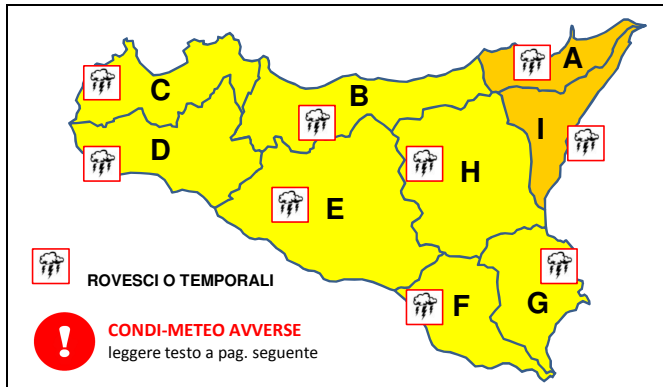 A
C
B
I
D
H
E
G
F
ROVESCI O TEMPORALI
CONDI-METEO AVVERSE
leggere testo a pag. seguente